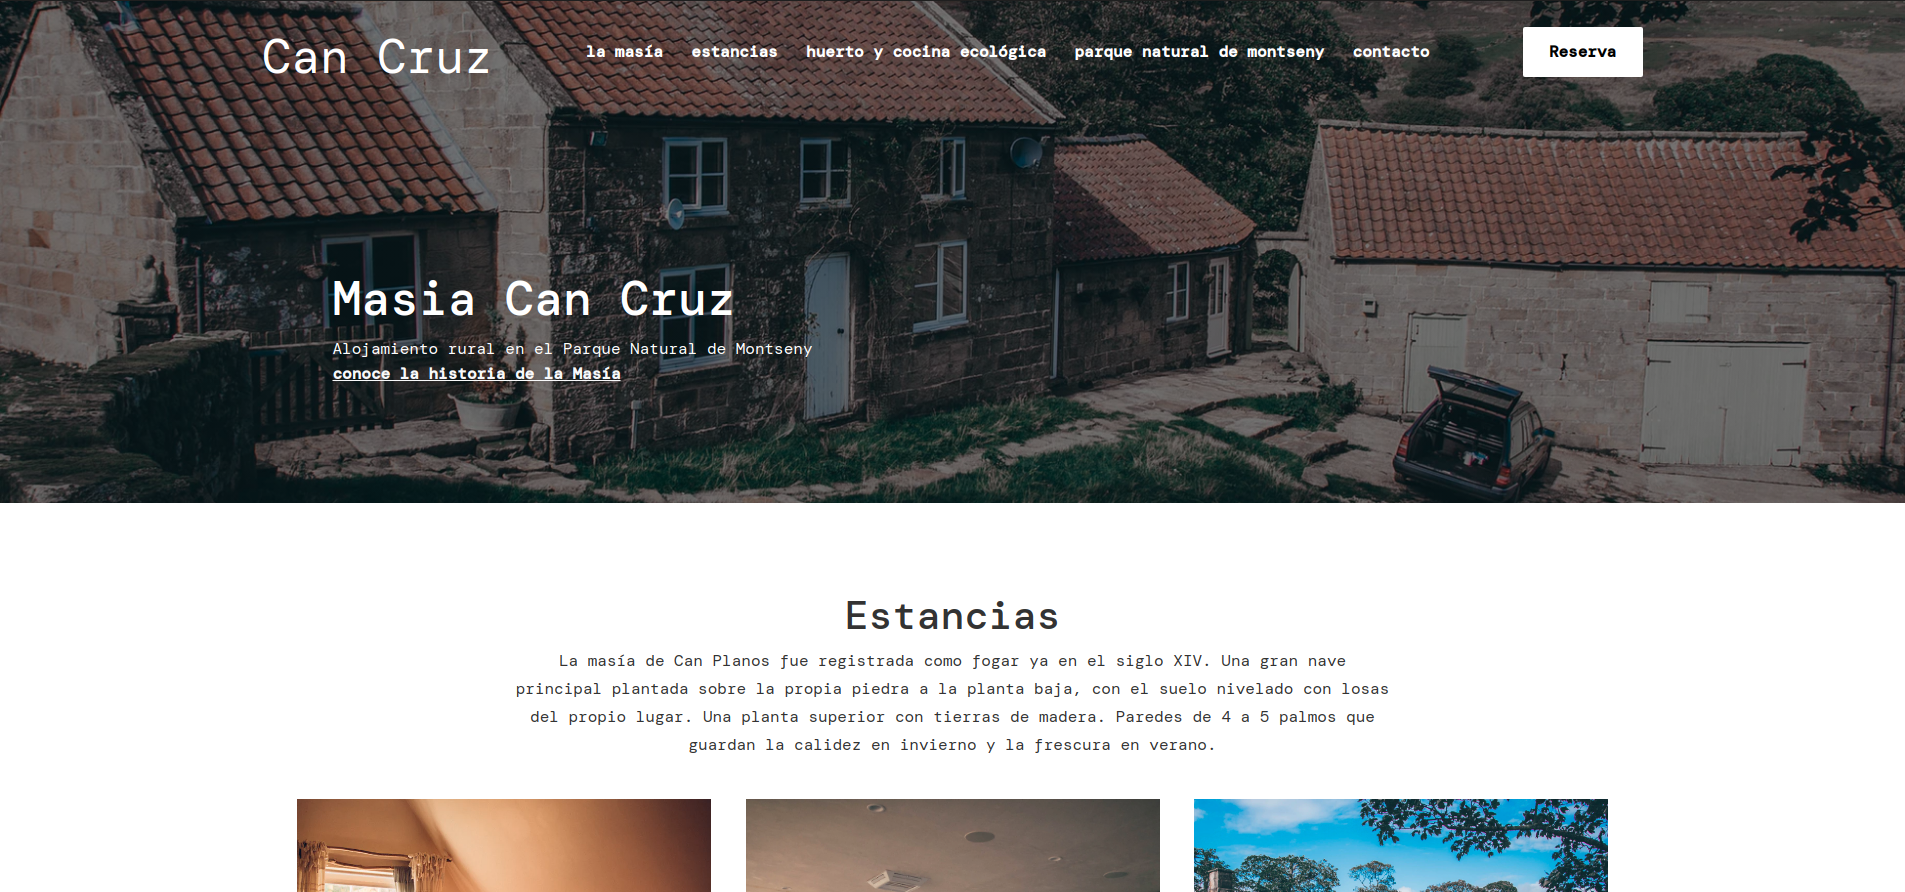 Can Cruz
la masía estancias huerto y cocina ecológica parque natural de montseny contacto Reserva
Masia Can Cruz
Alojamiento rural en el Parque Natural de Montseny
conoce la historia de la Masía
Estancias
La masía de Can Planos fue registrada como fogar ya en el siglo XIV. Una gran nave
principal plantada sobre la propia piedra a la planta baja, con el suelo nivelado con losas
del propio lugar. Una planta superior con tierras de madera. Paredes de 4 a 5 palmos que
guardan la calidez en invierno y la frescura en verano.